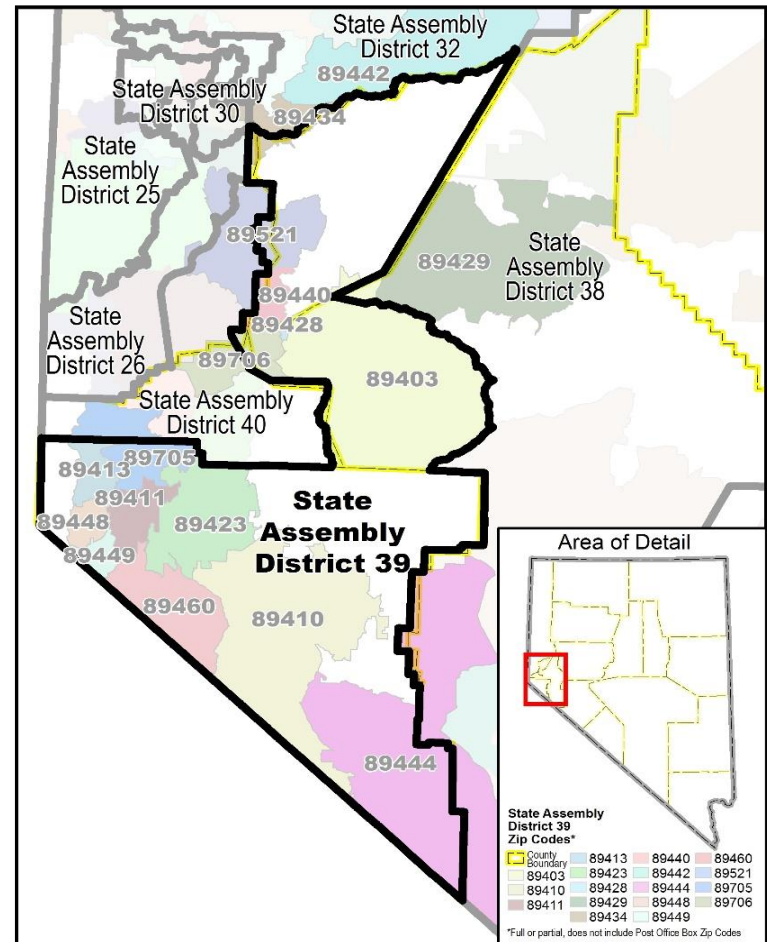 State Assembly
District 32
89442
State Assembly
District 30
89434
State
Assembly
District 25
89521
89429
State
Assembly
District 38
89440
89428
State
Assembly
District 26
89706
89403
State Assembly
District 40
89413
89705
89411
State
Assembly
District 39
89448
89423
89449
89460
89410
89444
Area of Detail
State Assembly
District 39
Zip Codes*
County
Boundary
89403
89410
89411
89413
89423
89428
89429
89434
89440
89442
89444
89448
89449
89460
89521
89705
89706
*Full or partial, does not include Post Office Box Zip Codes